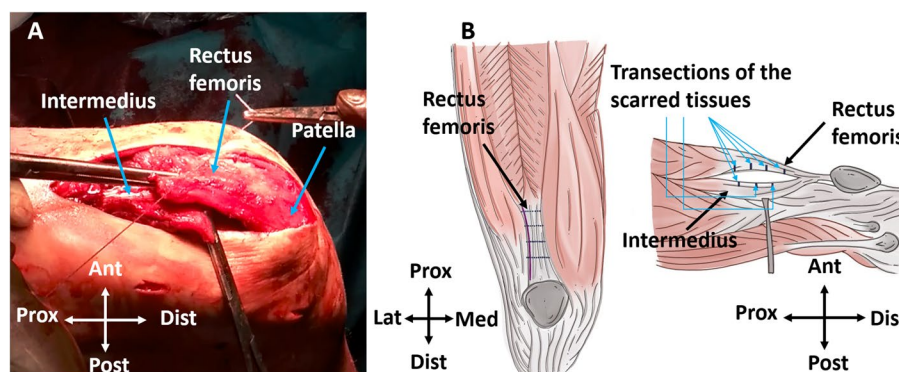 A
Rectus
femoris
Intermedius
Patella
Ant
Prox
Dist
Post
B
Rectus
femoris
Prox
Lat
Med
Dist
Transections of the
scarred tissues
Rectus
femoris
Intermedius
Ant
Prox
Dis
Post